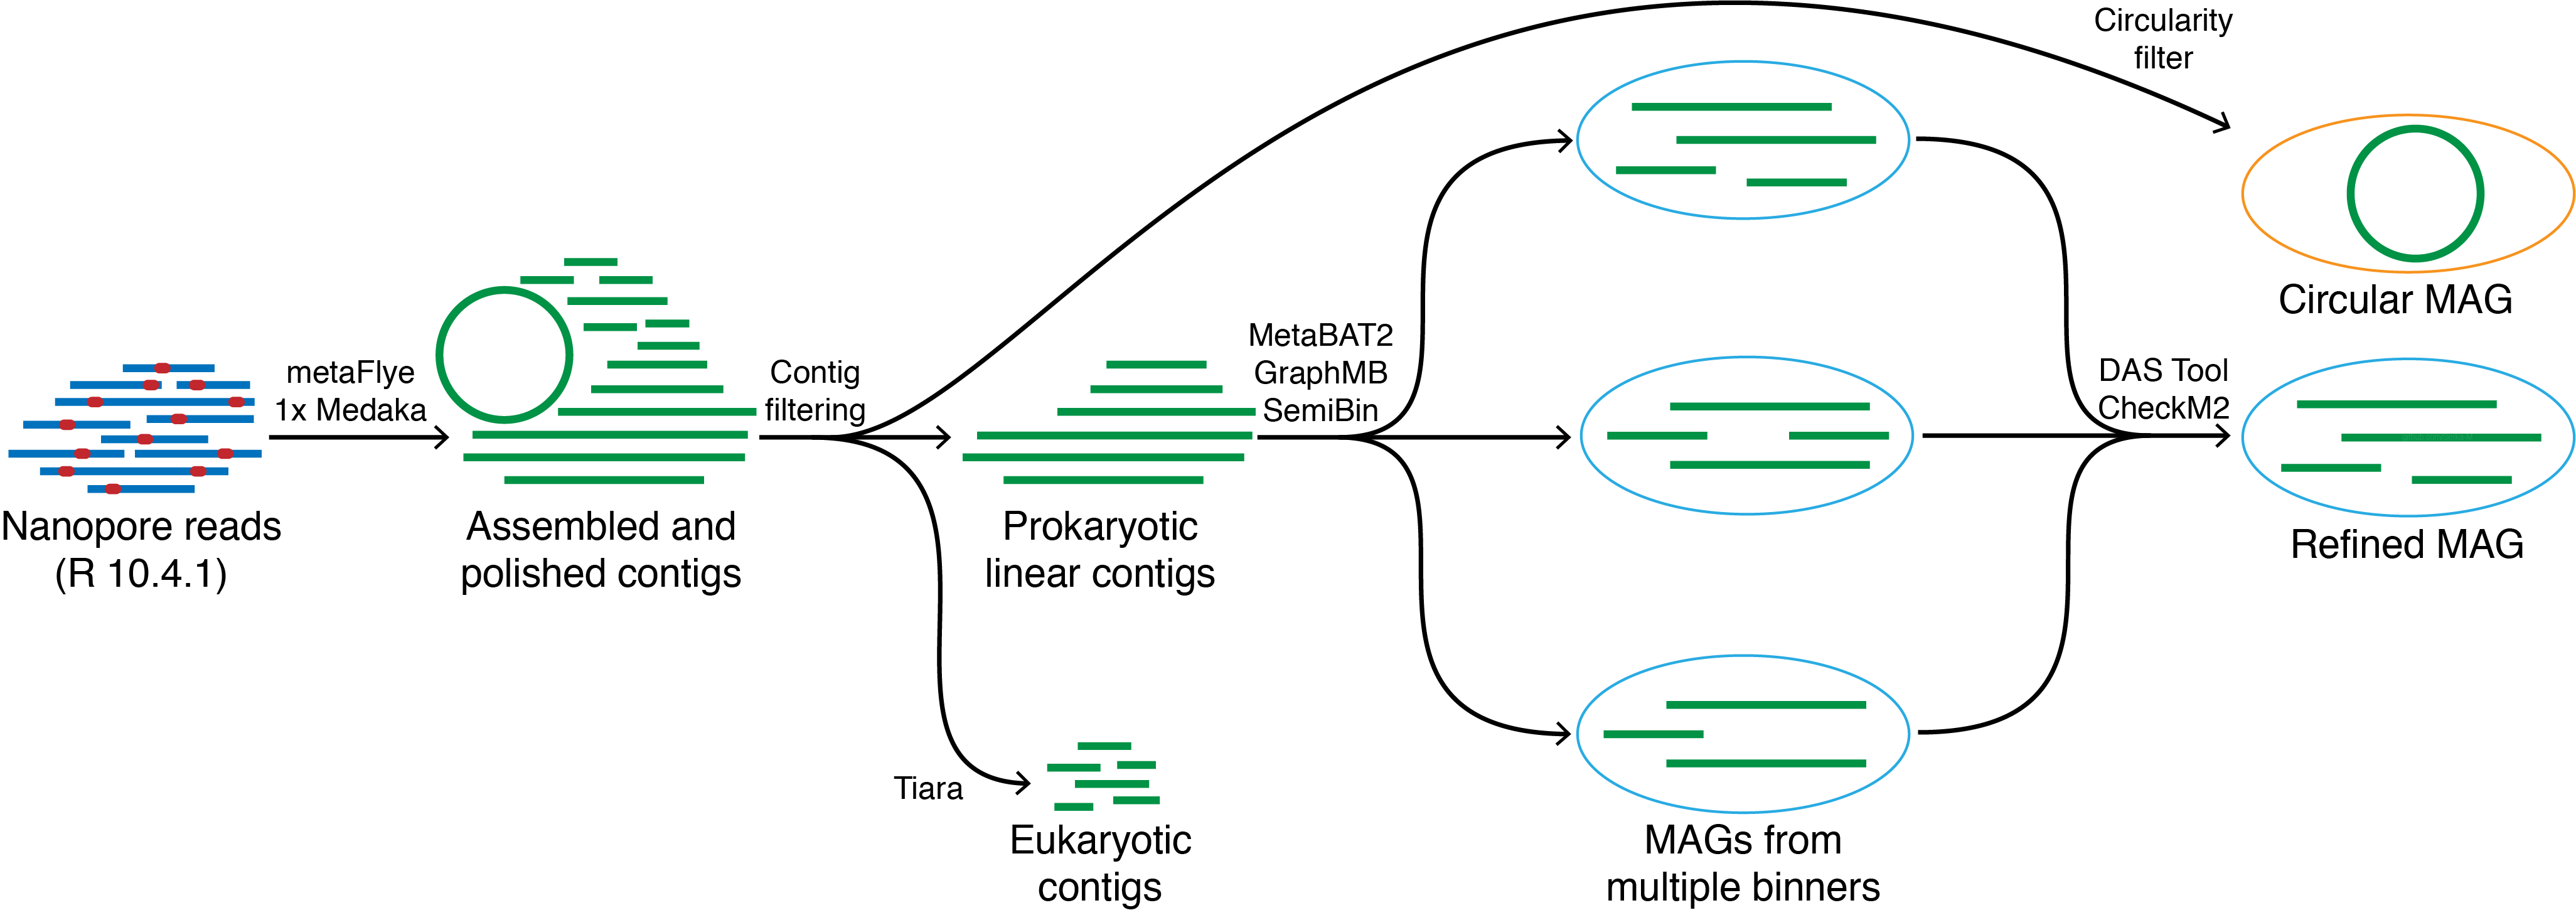 Nanopore reads
(R 10.4.1)
metaFlye
1x Medaka
Assembled and
polished contigs
Contig
filtering
Tiara
Eukaryotic
contigs
Prokaryotic
linear contigs
MetaBAT2
GraphMB
SemiBin
MAGs from
multiple binners
DAS Tool
CheckM2
Circularity
filter
Circular MAG
Refined MAG